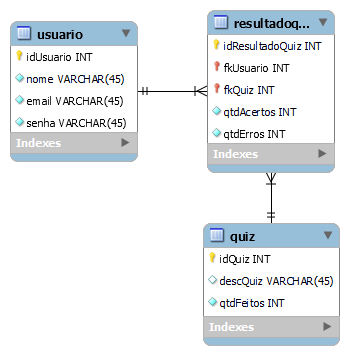 usuario
idUsuario INT
nome VARCHAR(45)
email VARCHAR(45)
senha VARCHAR(45)
Indexes
resultadoq...
idResultadoQuiz INT
fkUsuario INT
fkQuiz INT
qtdAcertos INT
qtdErros INT
Indexes
quiz
idQuiz INT
descQuiz VARCHAR(45)
qtdFeitos INT
Indexes